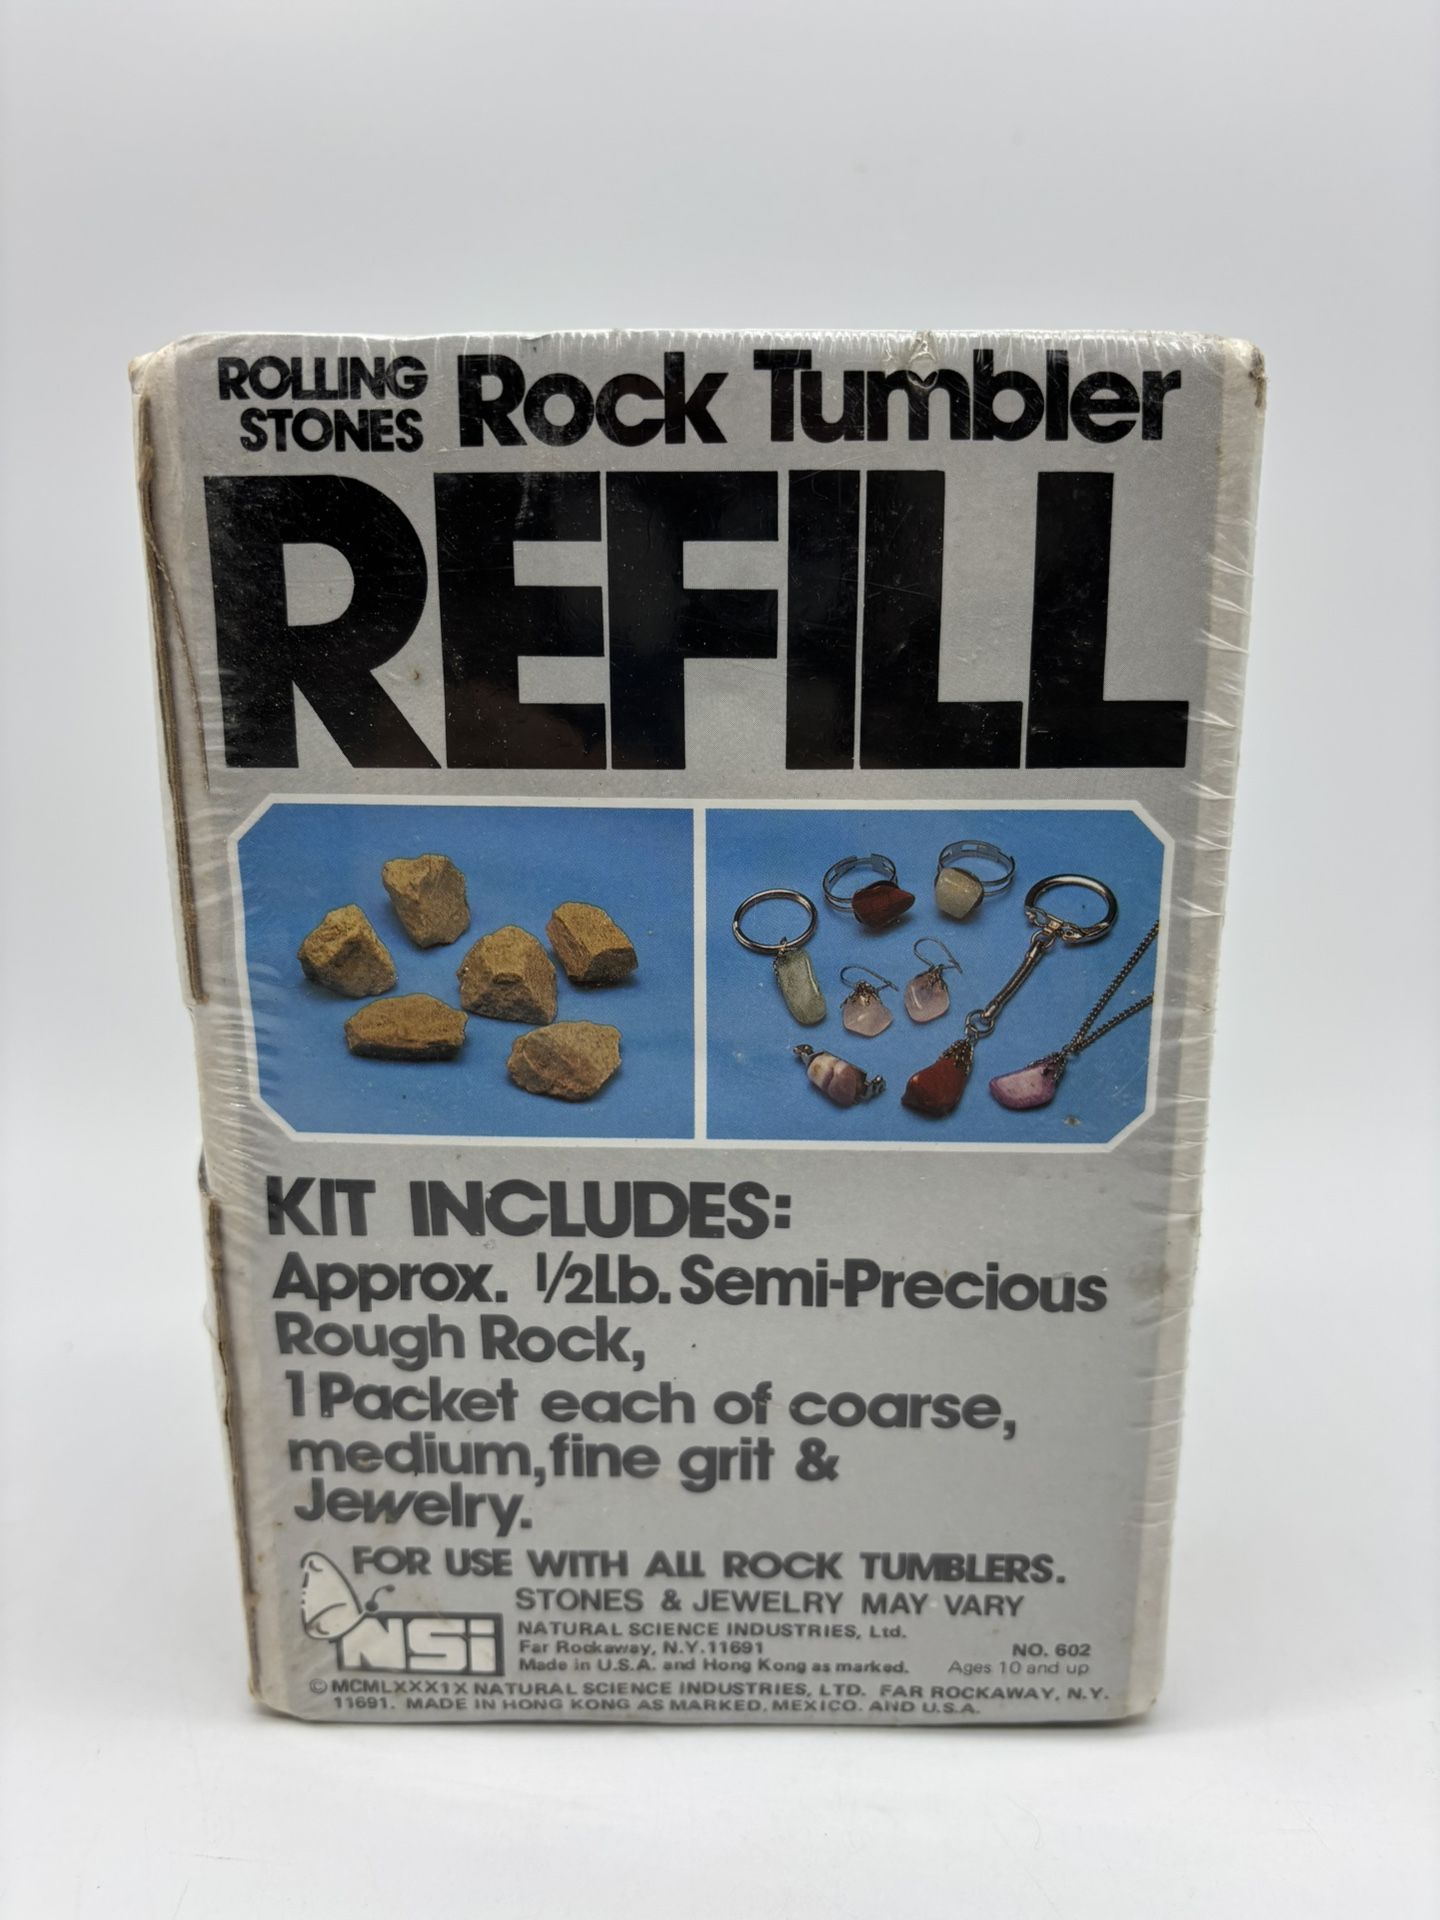 ROLLING
STONES
Rock Tumbler
REFILL
KIT INCLUDES:
Approx. 1/2Lb. Semi-Precious
Rough Rock,
1 Packet each of coarse,
medium, fine grit &
Jewelry.
FOR USE WITH ALL ROCK TUMBLERS.
STONES & JEWELRY MAY VARY
NSi
NATURAL SCIENCE INDUSTRIES, Ltd.
Far Rockaway, N.Y. 11691
Made in U.S.A. and Hong Kong as marked.
NO. 602
Ages 10 and up
©MCMLXXX1X NATURAL SCIENCE INDUSTRIES, LTD. FAR ROCKAWAY, N.Y.
11691. MADE IN HONG KONG AS MARKED, MEXICO. AND U.S.A.